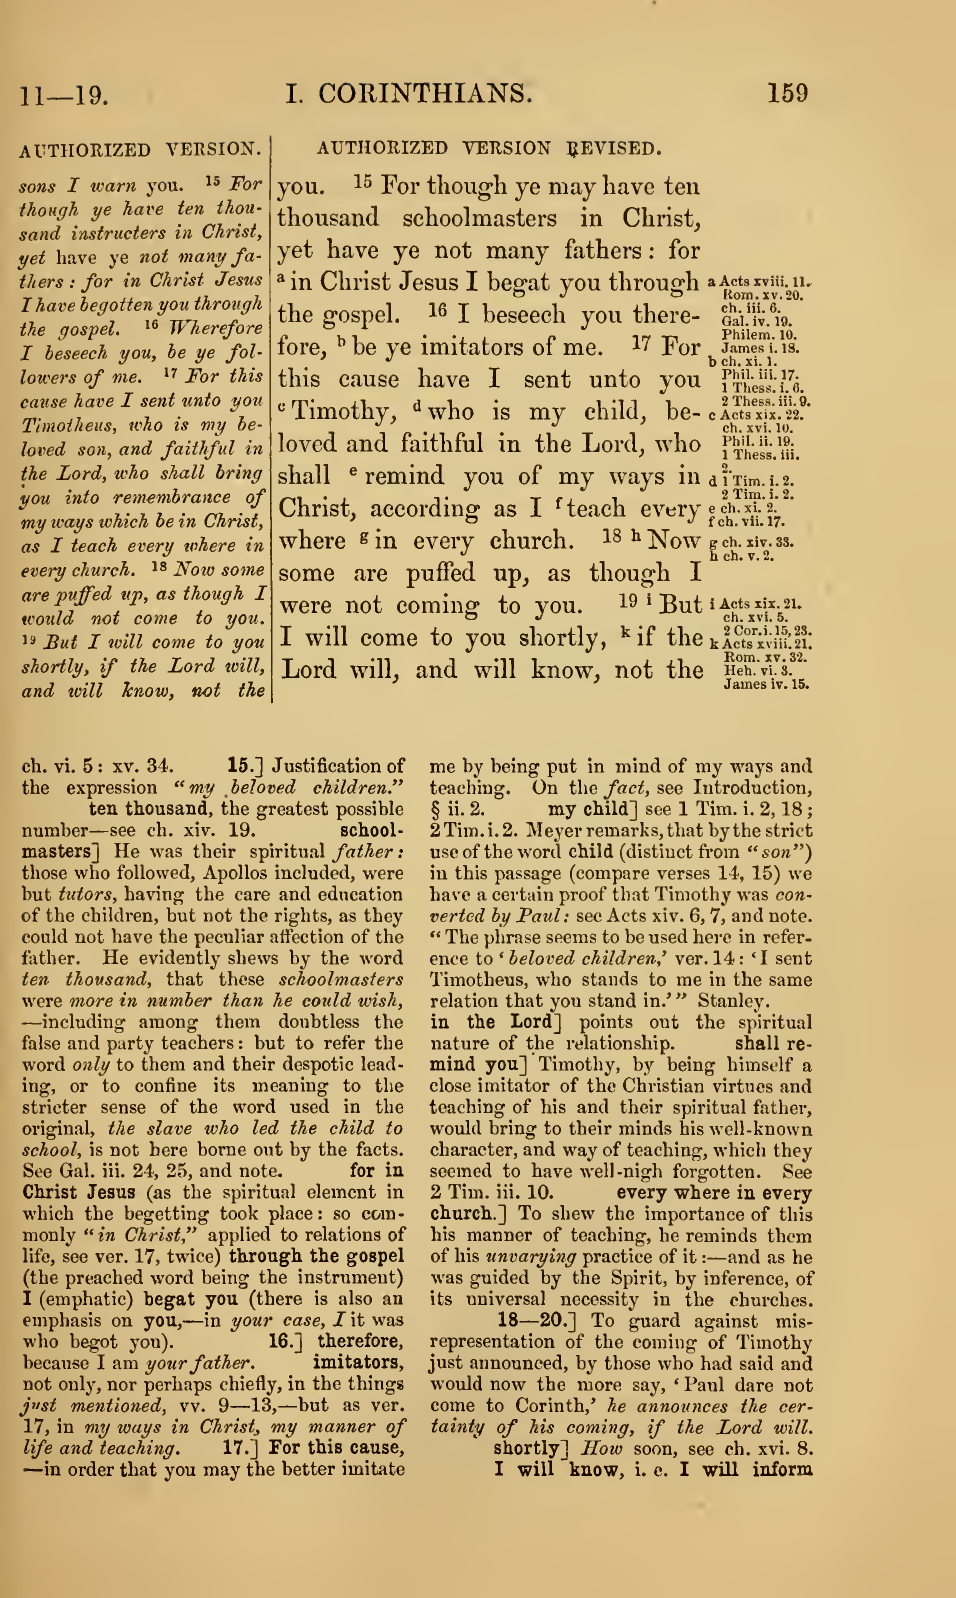 11—19.
I. CORINTHIANS.
159
AUTHORIZED VERSION.
sons I warn you. 15 For
though ye have ten thou-
sand instructers in Christ,
yet have ye not many fa-
thers : for in Christ Jesus
I have begotten you through
the gospel. 16 Wherefore
I beseech you, be ye fol-
lowers of me. 17 For this
cause have I sent unto you
Timotheus, who is my be-
loved son, and faithful in
the Lord, who shall bring
you into remembrance of
my ways which be in Christ,
as I teach every where in
every church. 18 Now some
are puffed up, as though I
would not come to you.
19 But I will come to you
shortly, if the Lord will,
and will know, not the
AUTHORIZED VERSION REVISED.
you. 15 For though ye may have ten
thousand schoolmasters in Christ,
yet have ye not many fathers : for
a in Christ Jesus I begat you through
the gospel. 16 I beseech you there-
fore, b be ye imitators of me. 17 For
this cause have I sent unto you
c Timothy, d who is my child, be-
loved and faithful in the Lord, who
shall e remind you of my ways in
Christ, according as I f teach every
where g in every church. 18 h Now
some are puffed up, as though I
were not coming to you. 19 i But
I will come to you shortly, k if the
Lord will, and will know, not the
a Acts xviii. 11.
Rom. xv. 20.
ch. iii. 6.
Gal. iv. 19.
Philem. 10.
James i. 18.
b ch. xi. 1.
Phil. iii. 17.
1 Thess. i. 6.
2 Thess. iii. 9.
c Acts xix. 22.
ch. xvi. 10.
Phil. ii. 19.
1 Thess. iii.
2.
d 1 Tim. i. 2.
2 Tim. i. 2.
e ch. xi. 2.
f ch. vii. 17.
g ch. xiv. 33.
h ch. v. 2.
i Acts xix. 21.
ch. xvi. 5.
2 Cor. i. 15, 23.
k Acts xviii. 21.
Rom. xv. 32.
Heb. vi. 3.
James iv. 15.
ch. vi. 5 : xv. 34. 15.] Justification of
the expression “my beloved children.”
ten thousand, the greatest possible
number—see ch. xiv. 19. school-
masters] He was their spiritual father :
those who followed, Apollos included, were
but tutors, having the care and education
of the children, but not the rights, as they
could not have the peculiar affection of the
father. He evidently shews by the word
ten thousand, that these schoolmasters
were more in number than he could wish,
—including among them doubtless the
false and party teachers : but to refer the
word only to them and their despotic lead-
ing, or to confine its meaning to the
stricter sense of the word used in the
original, the slave who led the child to
school, is not here borne out by the facts.
See Gal. iii. 24, 25, and note. for in
Christ Jesus (as the spiritual element in
which the begetting took place : so com-
monly “in Christ,” applied to relations of
life, see ver. 17, twice) through the gospel
(the preached word being the instrument)
I (emphatic) begat you (there is also an
emphasis on you,—in your case, I it was
who begot you). 16.] therefore,
because I am your father. imitators,
not only, nor perhaps chiefly, in the things
just mentioned, vv. 9—13,—but as ver.
17, in my ways in Christ, my manner of
life and teaching. 17.] For this cause,
—in order that you may the better imitate
me by being put in mind of my ways and
teaching. On the fact, see Introduction,
§ ii. 2. my child] see 1 Tim. i. 2, 18 ;
2 Tim. i. 2. Meyer remarks, that by the strict
use of the word child (distinct from “son”)
in this passage (compare verses 14, 15) we
have a certain proof that Timothy was con-
verted by Paul : see Acts xiv. 6, 7, and note.
“ The phrase seems to be used here in refer-
ence to ‘ beloved children,’ ver. 14 : ‘ I sent
Timotheus, who stands to me in the same
relation that you stand in.’ ” Stanley.
in the Lord] points out the spiritual
nature of the relationship. shall re-
mind you] Timothy, by being himself a
close imitator of the Christian virtues and
teaching of his and their spiritual father,
would bring to their minds his well-known
character, and way of teaching, which they
seemed to have well-nigh forgotten. See
2 Tim. iii. 10. every where in every
church.] To shew the importance of this
his manner of teaching, he reminds them
of his unvarying practice of it :—and as he
was guided by the Spirit, by inference, of
its universal necessity in the churches.
18—20.] To guard against mis-
representation of the coming of Timothy
just announced, by those who had said and
would now the more say, ‘ Paul dare not
come to Corinth,’ he announces the cer-
tainty of his coming, if the Lord will.
shortly] How soon, see ch. xvi. 8.
I will know, i. e. I will inform